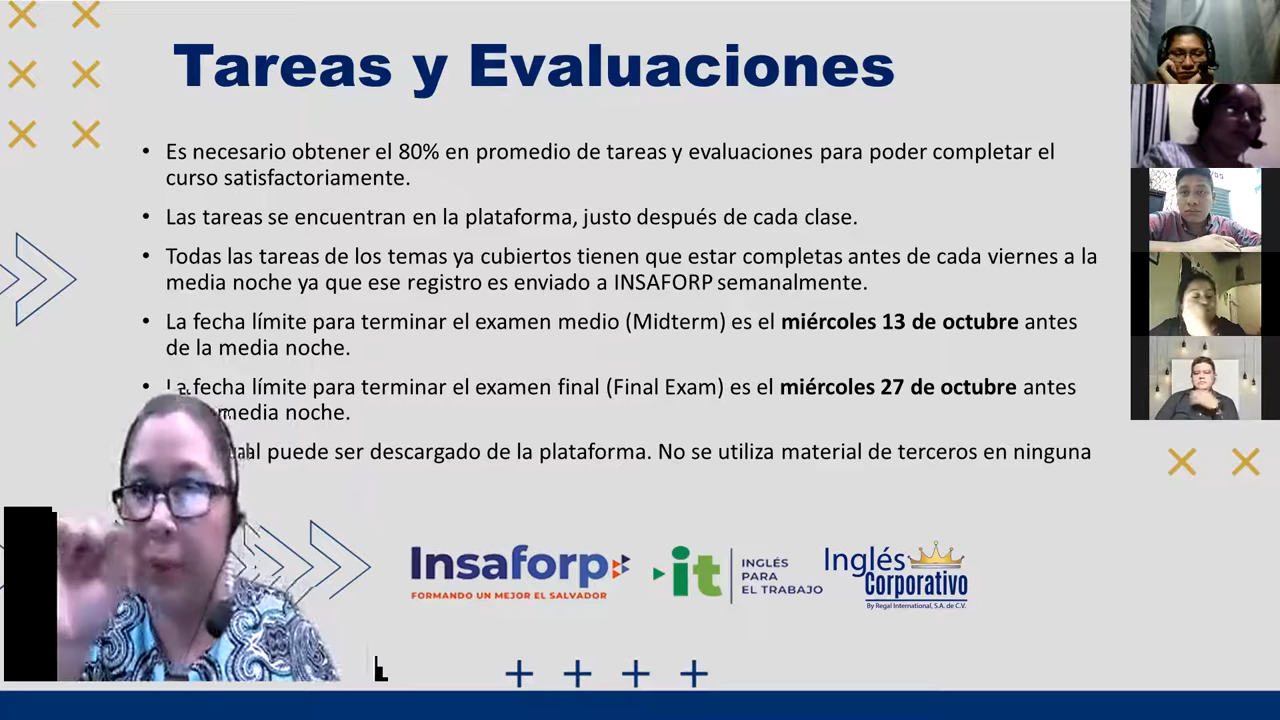 Tareas y Evaluaciones
• Es necesario obtener el 80% en promedio de tareas y evaluaciones para poder completar el
curso satisfactoriamente.
• Las tareas se encuentran en la plataforma, justo después de cada clase.
• Todas las tareas de los temas ya cubiertos tienen que estar completas antes de cada viernes a la
media noche ya que ese registro es enviado a INSAFORP semanalmente.
• La fecha límite para terminar el examen medio (Midterm) es el miércoles 13 de octubre antes
de la media noche.
• La fecha límite para terminar el examen final (Final Exam) es el miércoles 27 de octubre antes
media noche.
puede ser descargado de la plataforma. No se utiliza material de terceros en ninguna
Insaforp
FORMANDO UN MEJOR EL SALVADOR
it
INGLÉS
PARA
EL TRABAJO
Inglés
Corporativo
By Regal International, S.A. de C.V.